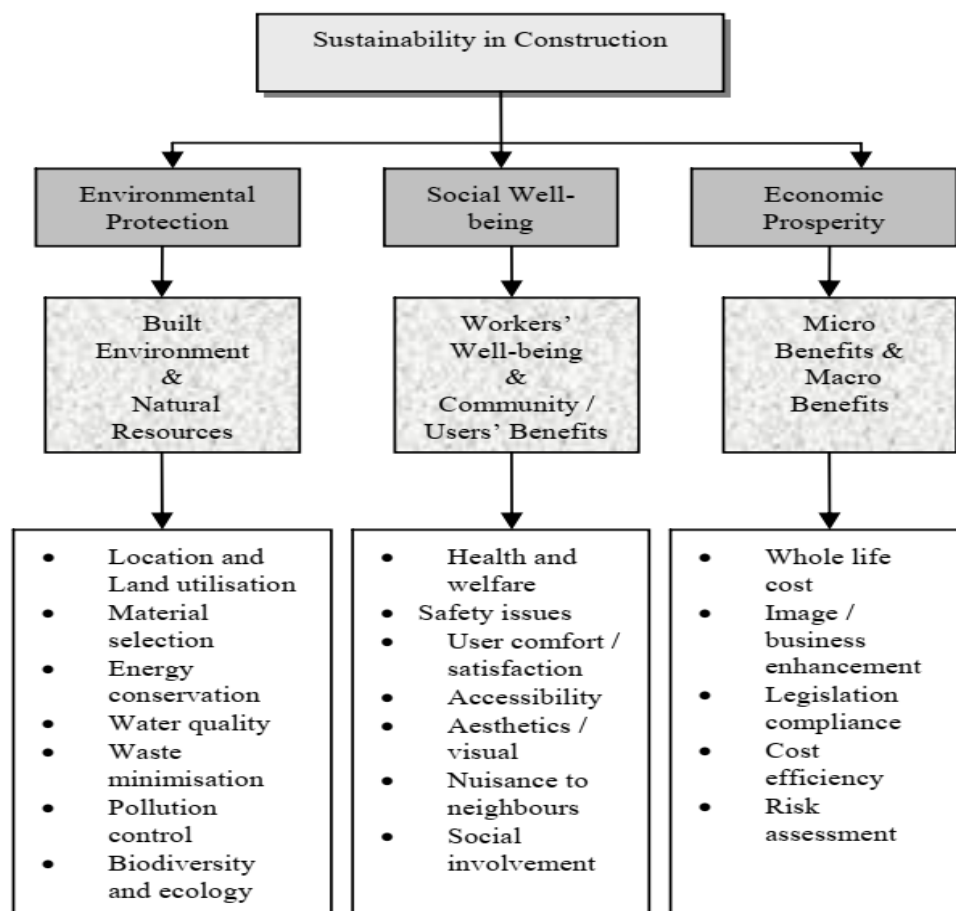 Sustainability in Construction
Environmental
Protection
Social Well-
being
Economic
Prosperity
Built
Environment
&
Natural
Resources
Workers’
Well-being
&
Community /
Users’ Benefits
Micro
Benefits &
Macro
Benefits
• Location and
Land utilisation
• Material
selection
• Energy
conservation
• Water quality
• Waste
minimisation
• Pollution
control
• Biodiversity
and ecology
• Health and
welfare
• Safety issues
• User comfort /
satisfaction
• Accessibility
• Aesthetics /
visual
• Nuisance to
neighbours
• Social
involvement
• Whole life
cost
• Image /
business
enhancement
• Legislation
compliance
• Cost
efficiency
• Risk
assessment